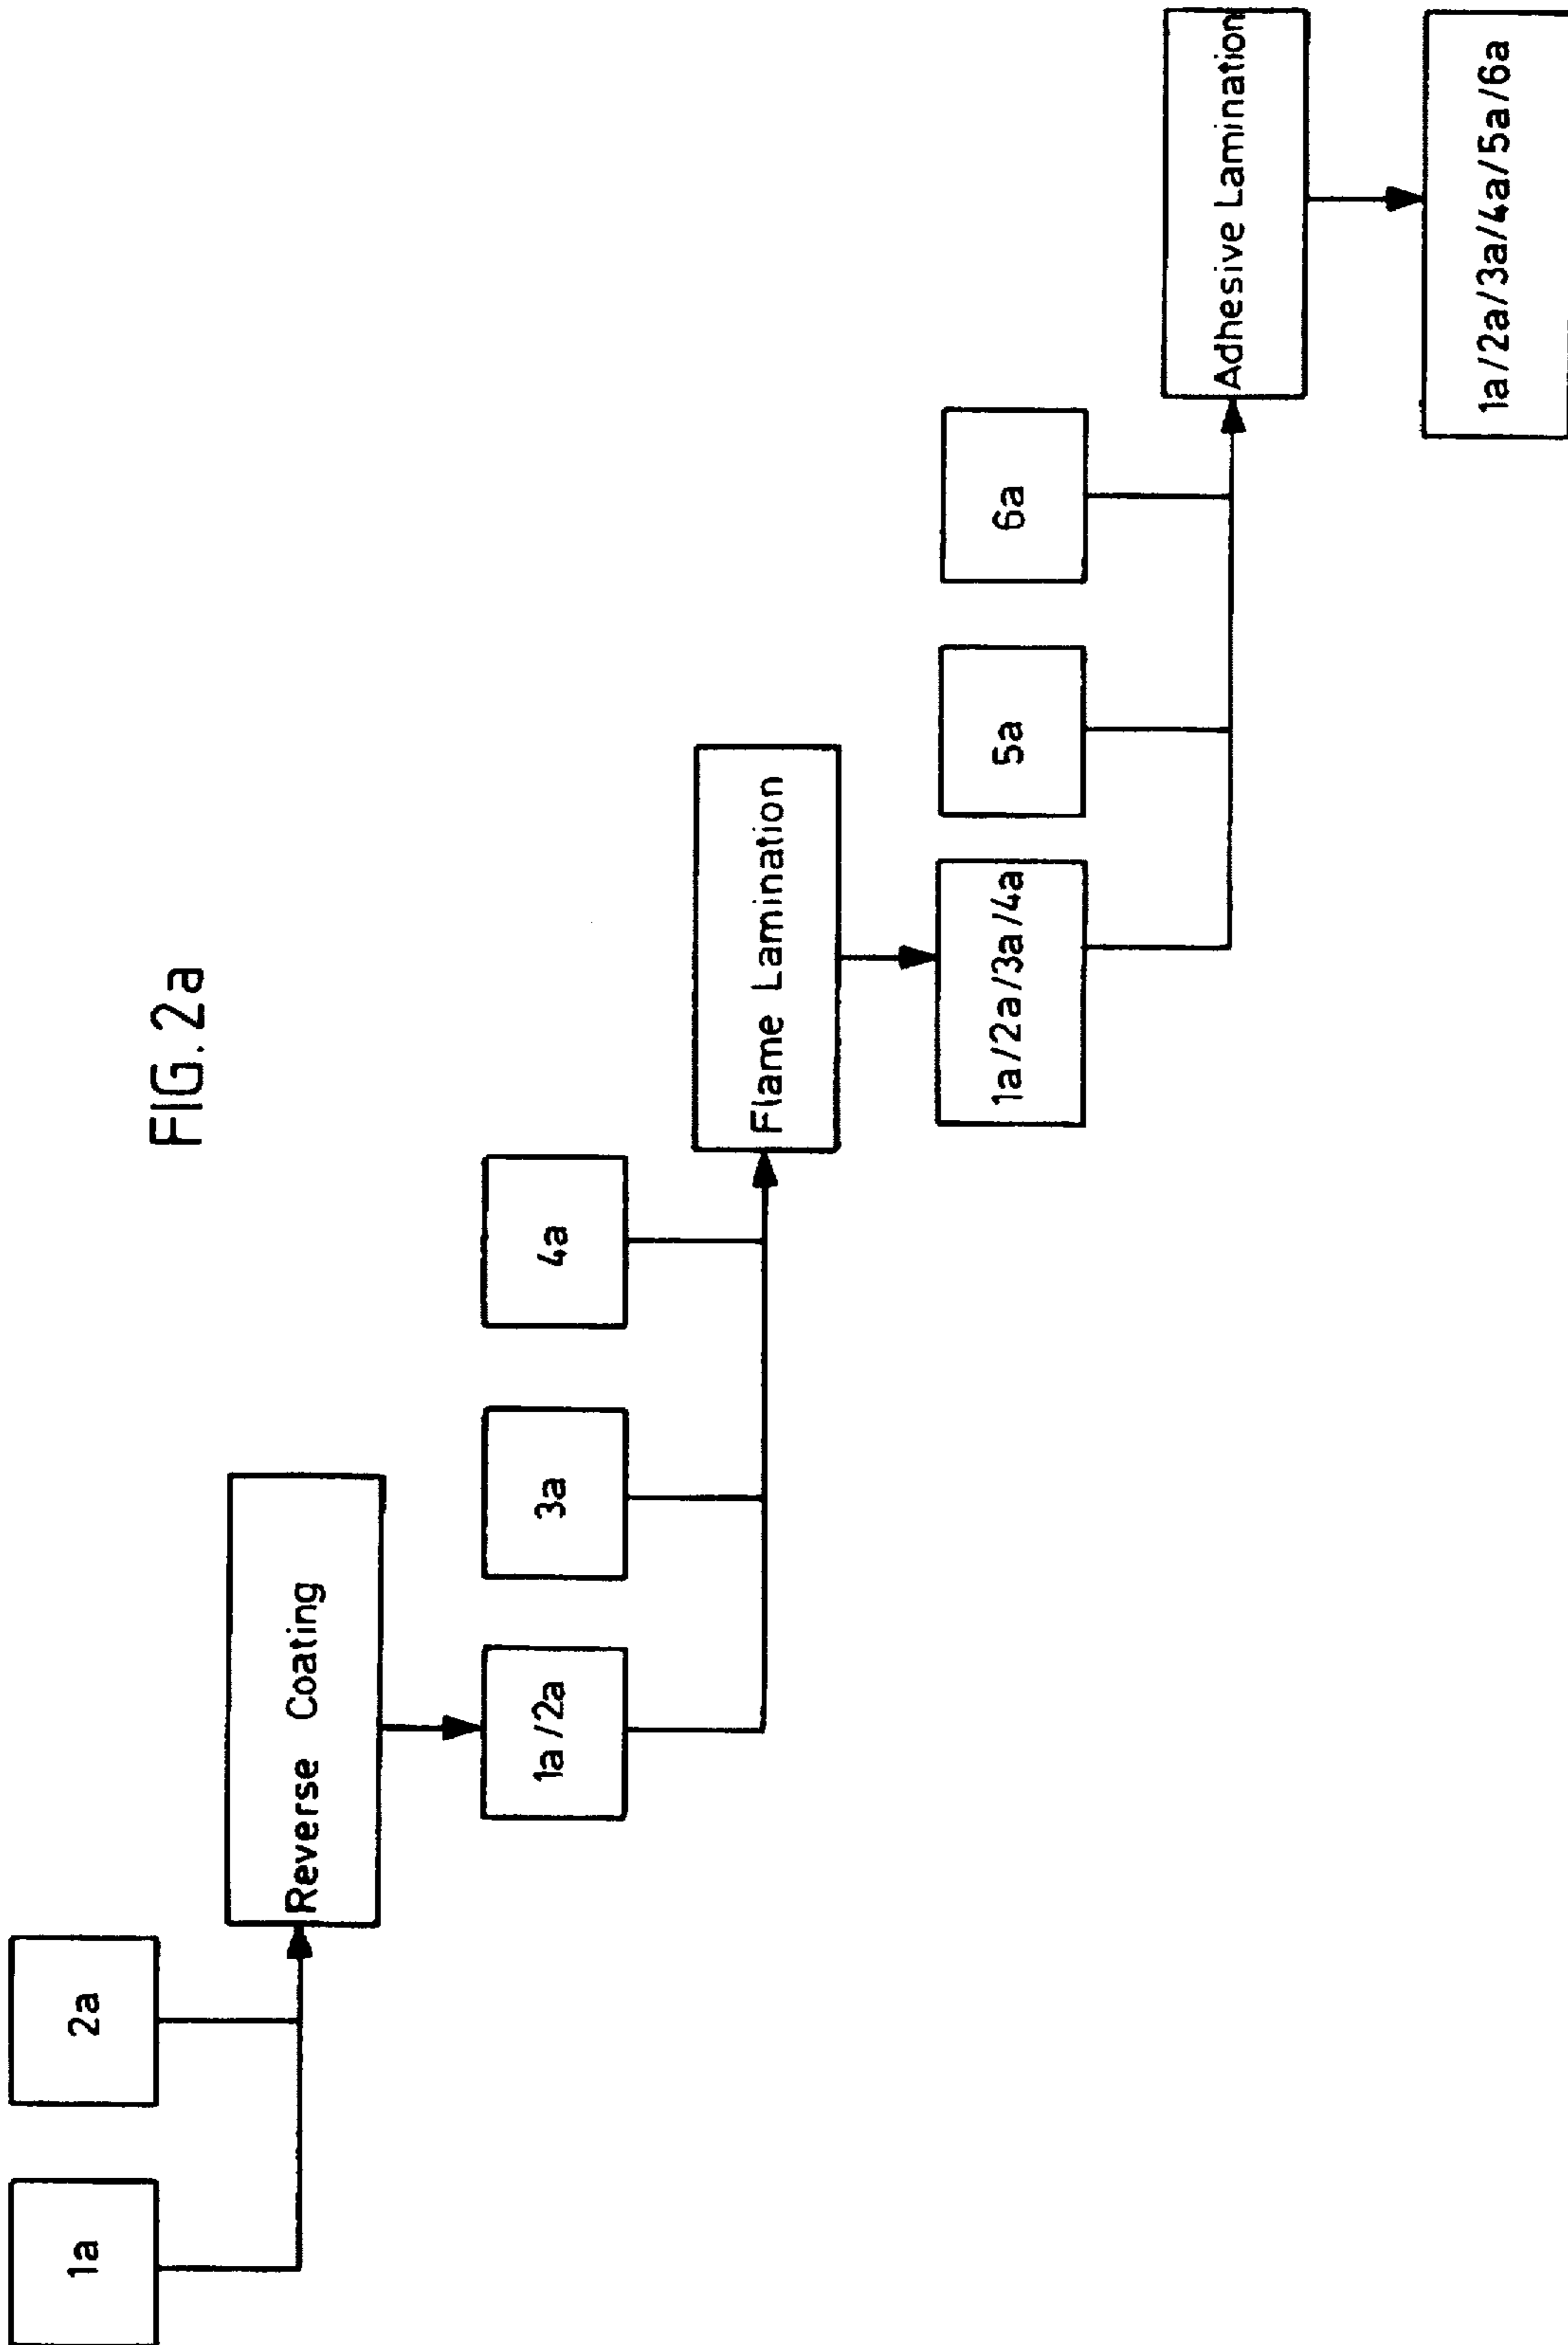 FIG. 2a
1a
2a
Reverse Coating
1a/2a
3a
4a
Flame Lamination
1a/2a/3a/4a
5a
6a
Adhesive Lamination
1a/2a/3a/4a/5a/6a